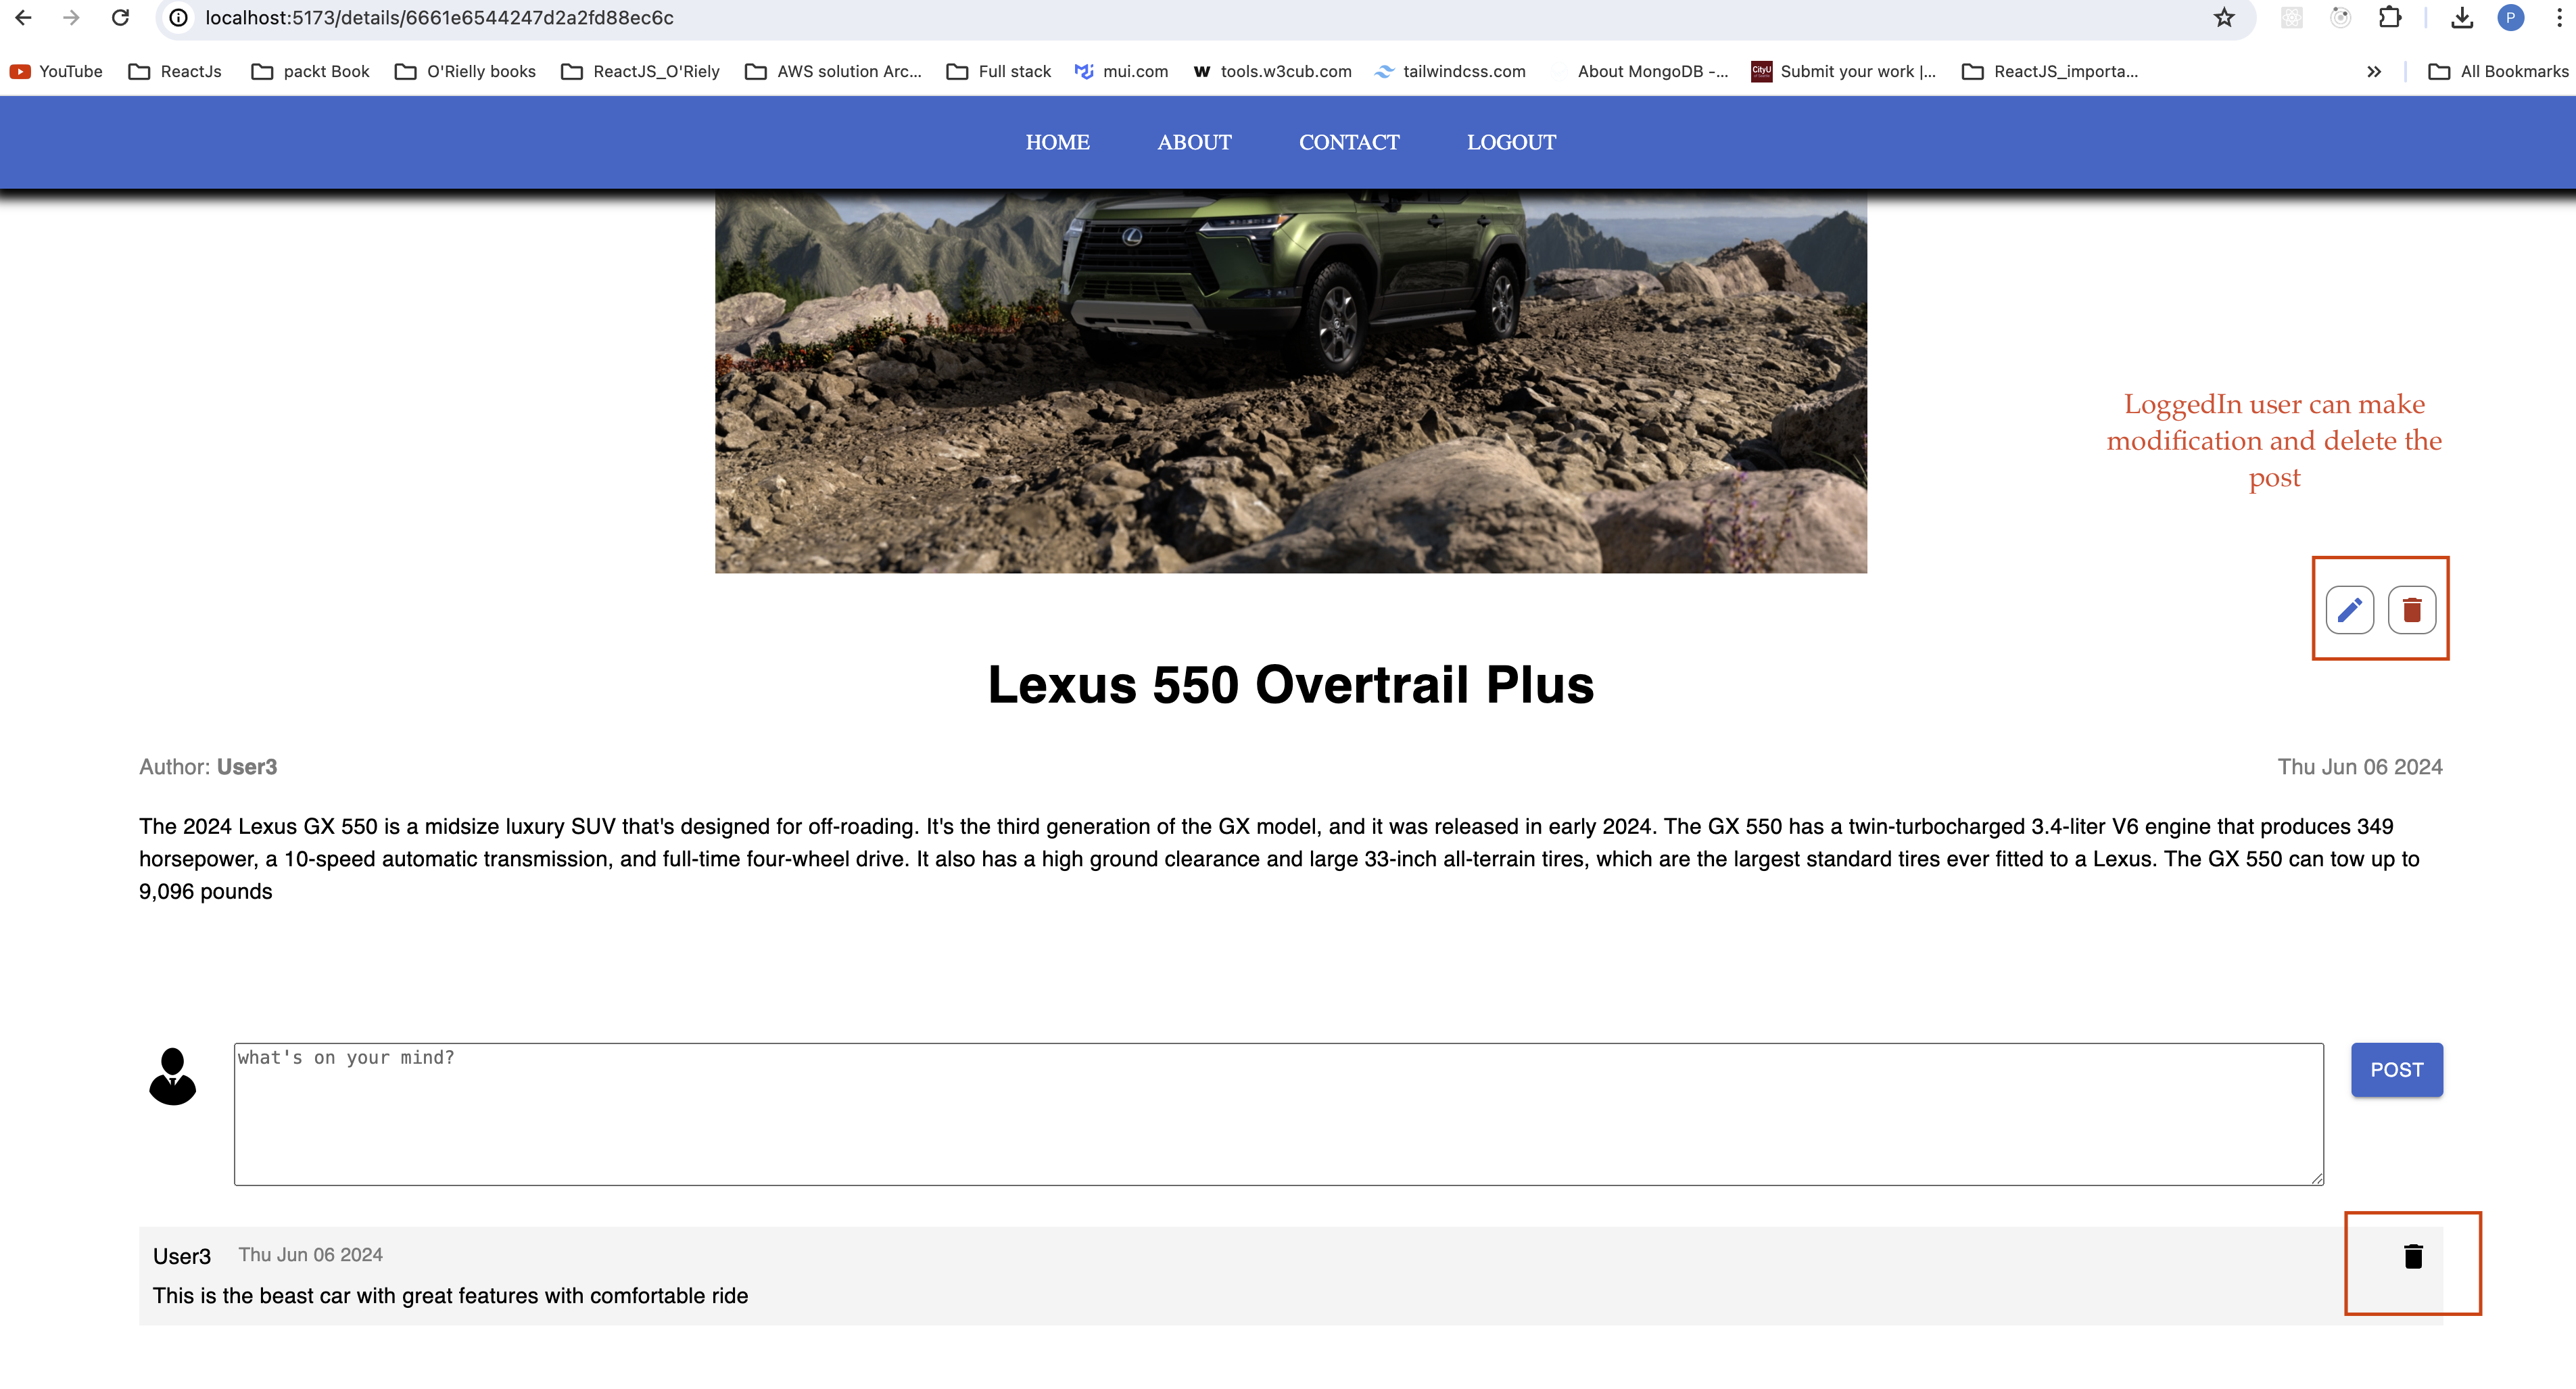 localhost:5173/details/6661e6544247d2a2fd88ec6c
P
YouTube ReactJs packt Book O'Rielly books ReactJS_O'Riely AWS solution Arc... Full stack mui.com W tools.w3cub.com tailwindcss.com About MongoDB -... CityU Submit your work |... ReactJS_importa... » All Bookmarks
HOME ABOUT CONTACT LOGOUT
LoggedIn user can make
modification and delete the
post
Lexus 550 Overtrail Plus
Author: User3 Thu Jun 06 2024
The 2024 Lexus GX 550 is a midsize luxury SUV that's designed for off-roading. It's the third generation of the GX model, and it was released in early 2024. The GX 550 has a twin-turbocharged 3.4-liter V6 engine that produces 349
horsepower, a 10-speed automatic transmission, and full-time four-wheel drive. It also has a high ground clearance and large 33-inch all-terrain tires, which are the largest standard tires ever fitted to a Lexus. The GX 550 can tow up to
9,096 pounds
what's on your mind?
POST
User3 Thu Jun 06 2024
This is the beast car with great features with comfortable ride